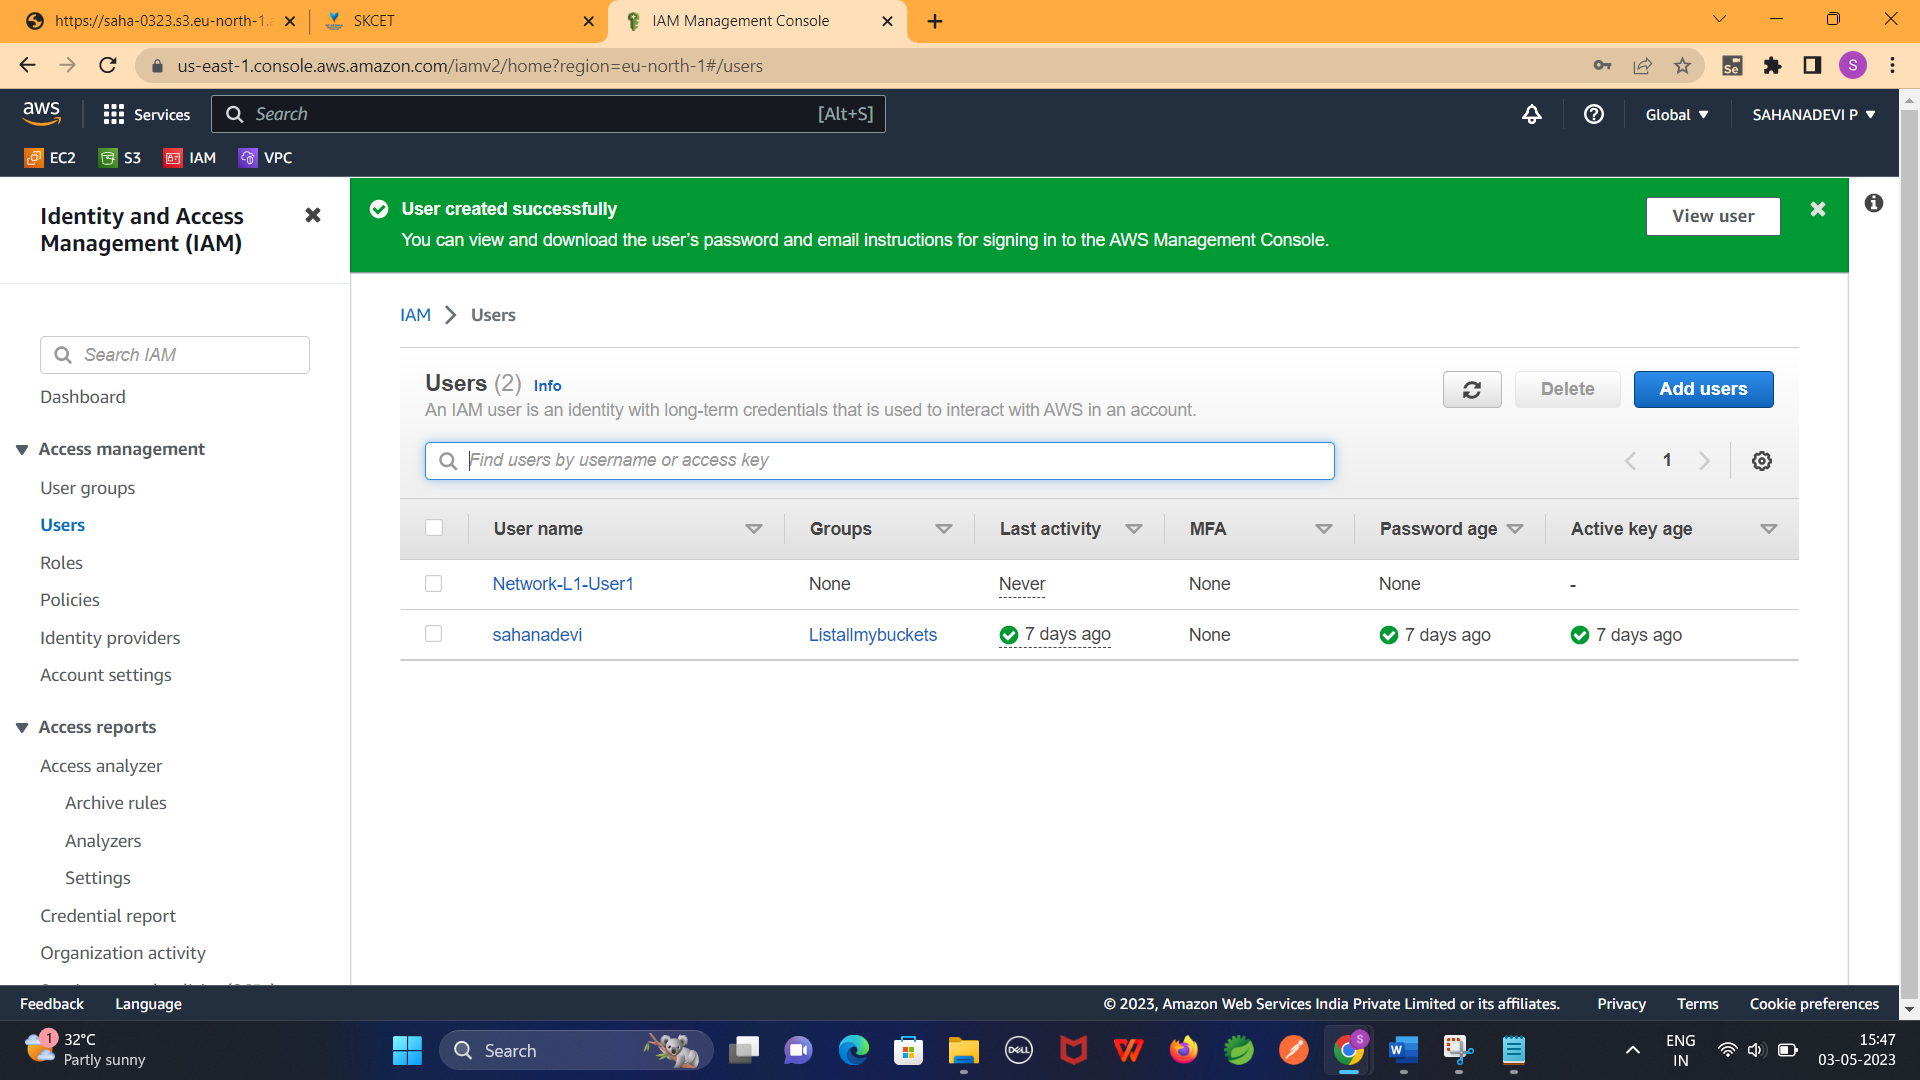 https://saha-0323.s3.eu-north-1.a
SKCET
IAM Management Console
us-east-1.console.aws.amazon.com/iamv2/home?region=eu-north-1#/users
Se
S
aws
Services
Search
[Alt+S]
Global
SAHANADEVI P
EC2
S3
IAM
VPC
Identity and Access
Management (IAM)
User created successfully
You can view and download the user's password and email instructions for signing in to the AWS Management Console.
View user
Search IAM
Dashboard
Access management
User groups
Users
Roles
Policies
Identity providers
Account settings
Access reports
Access analyzer
Archive rules
Analyzers
Settings
Credential report
Organization activity
IAM > Users
Users (2) Info
An IAM user is an identity with long-term credentials that is used to interact with AWS in an account.
Delete
Add users
Find users by username or access key
1
User name Groups Last activity MFA Password age Active key age
Network-L1-User1 None Never None None -
sahanadevi Listallmybuckets 7 days ago None 7 days ago 7 days ago
Feedback
Language
© 2023, Amazon Web Services India Private Limited or its affiliates.
Privacy
Terms
Cookie preferences
1
32°C
Partly sunny
Search
DELL
S
W
ENG
IN
15:47
03-05-2023